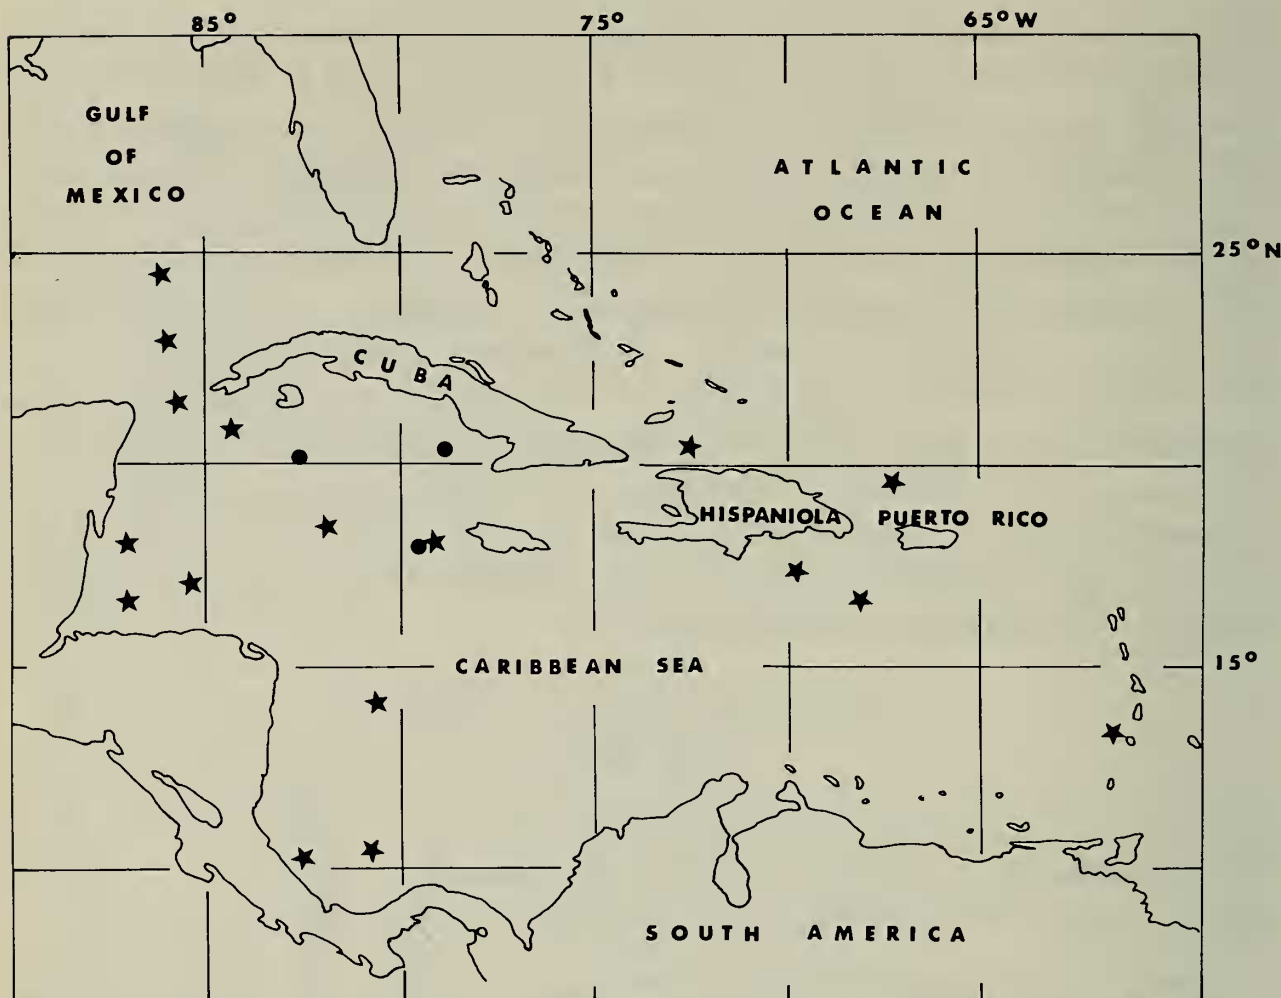 85° 75° 65°W
GULF
OF
MEXICO
ATLANTIC
OCEAN
25°N
CUBA
HISPANIOLA PUERTO RICO
CARIBBEAN SEA
15°
SOUTH AMERICA